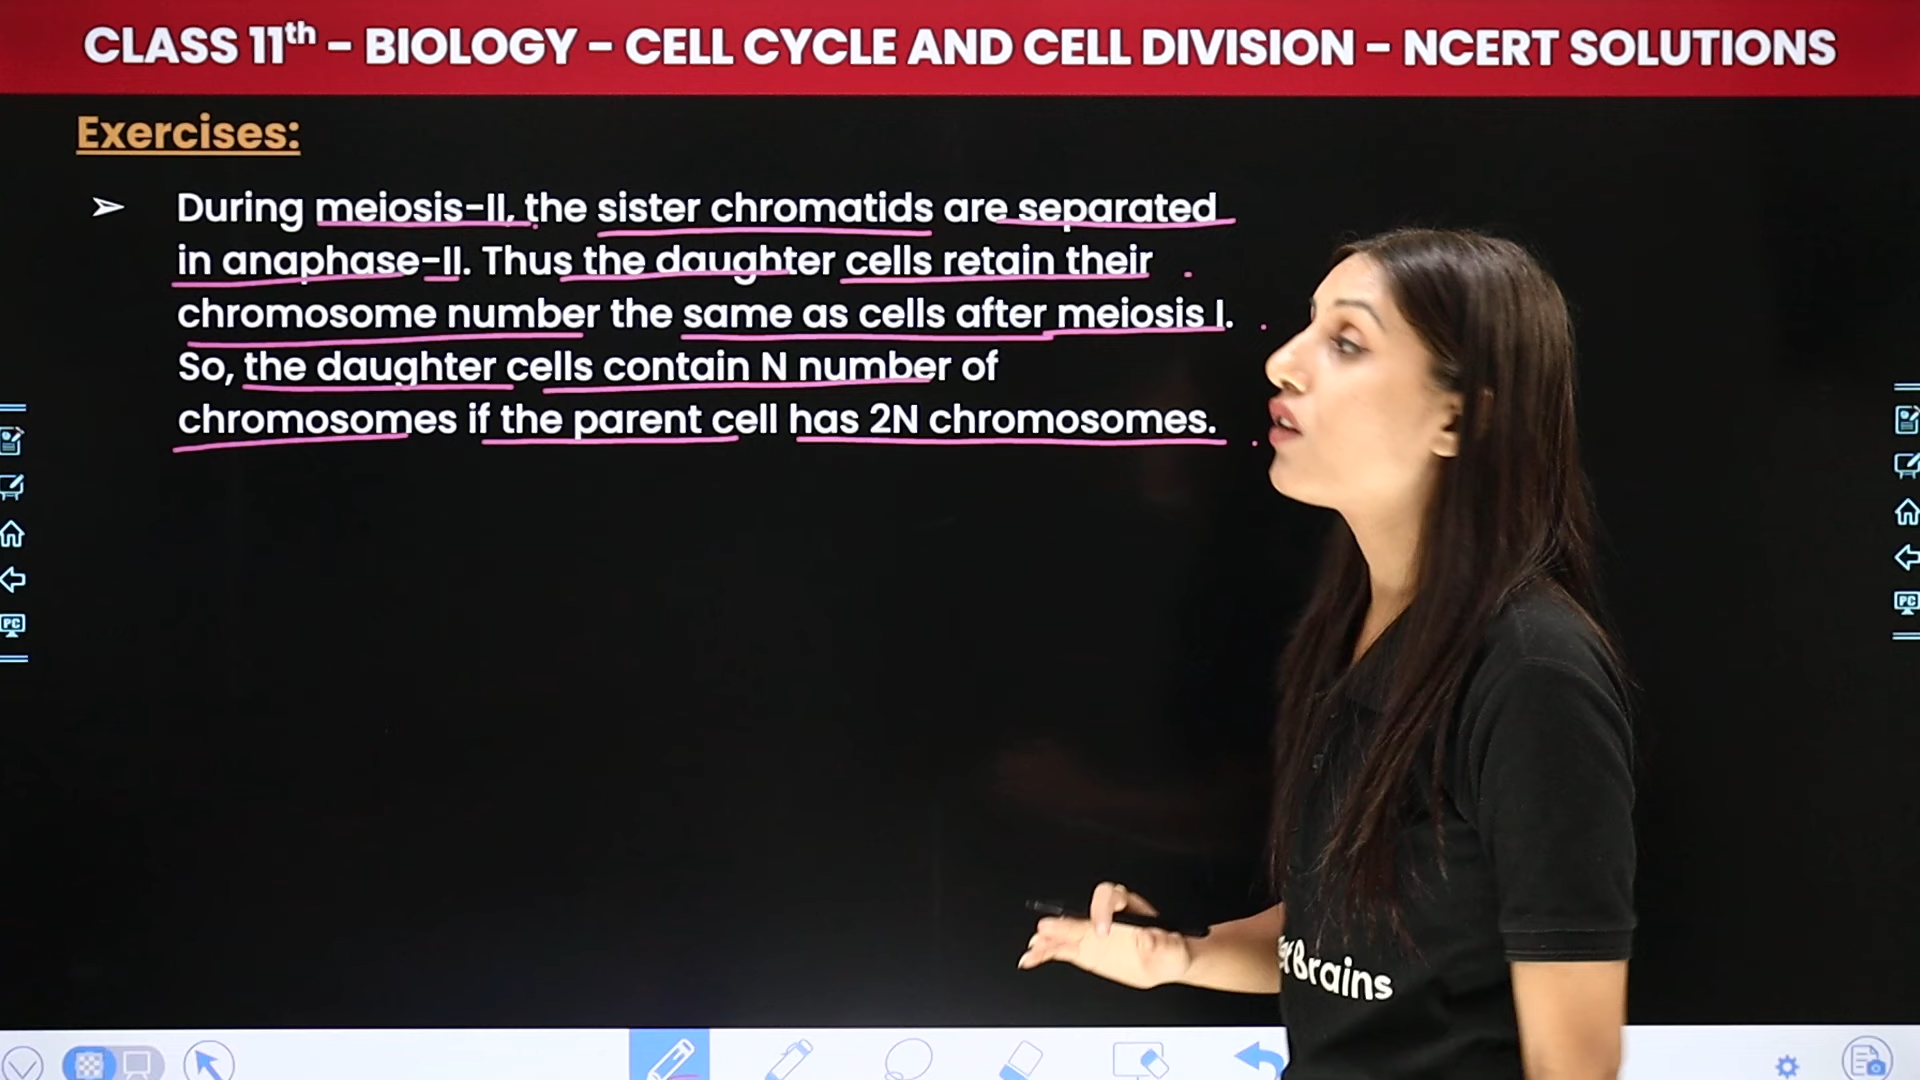 CLASS 11th – BIOLOGY – CELL CYCLE AND CELL DIVISION – NCERT SOLUTIONS
Exercises:
➢ During meiosis-II, the sister chromatids are separated
in anaphase-II. Thus the daughter cells retain their
chromosome number the same as cells after meiosis I.
So, the daughter cells contain N number of
chromosomes if the parent cell has 2N chromosomes.
PC
PC
Brains